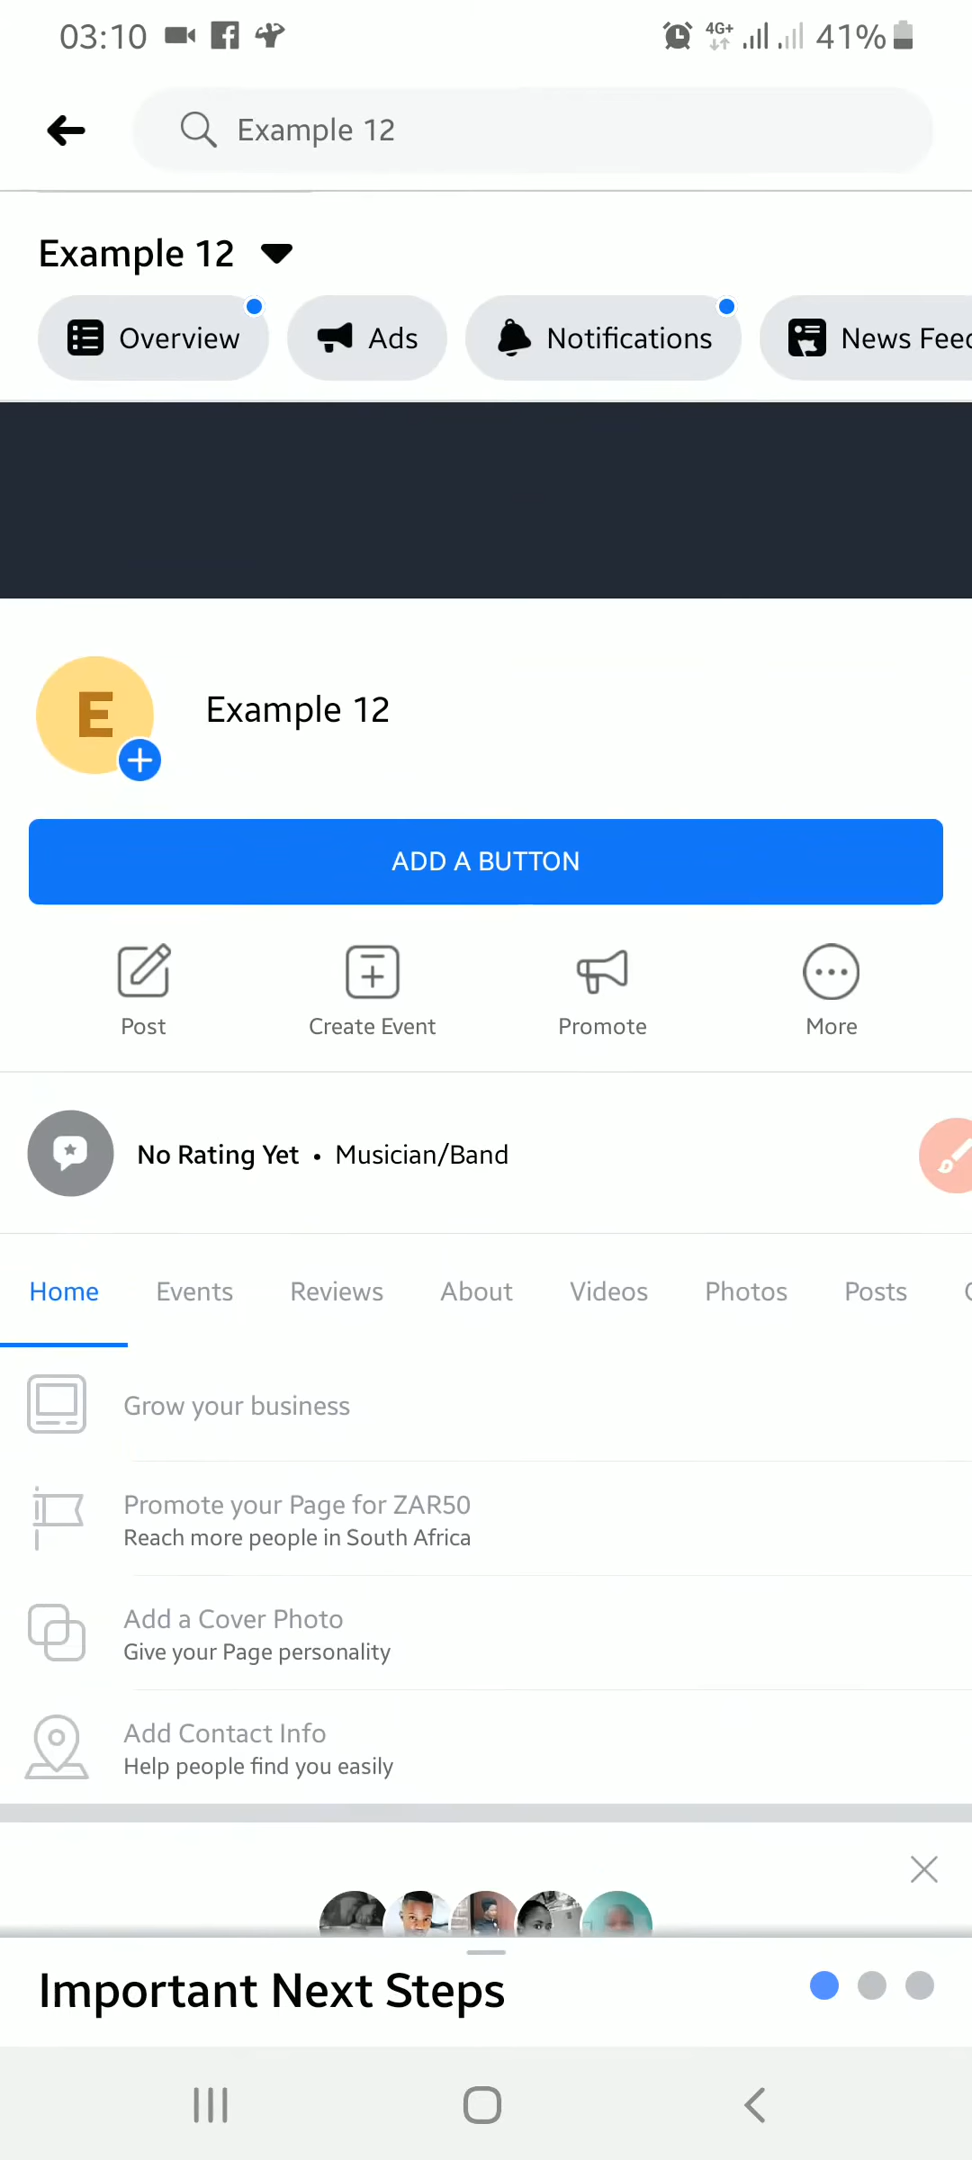 03:10 4G+ 41%
Example 12
Example 12
Overview Ads Notifications News Fee
E
Example 12
ADD A BUTTON
Post Create Event Promote More
No Rating Yet • Musician/Band
Home Events Reviews About Videos Photos Posts
Grow your business
Promote your Page for ZAR50
Reach more people in South Africa
Add a Cover Photo
Give your Page personality
Add Contact Info
Help people find you easily
Important Next Steps